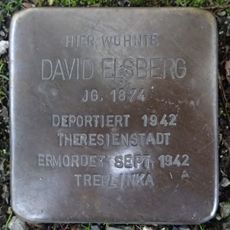 HIER WOHNTE
DAVID ELSBERG
JG. 1874
DEPORTIERT 1942
THERESIENSTADT
ERMORDET SEPT. 1942
TREBLINKA